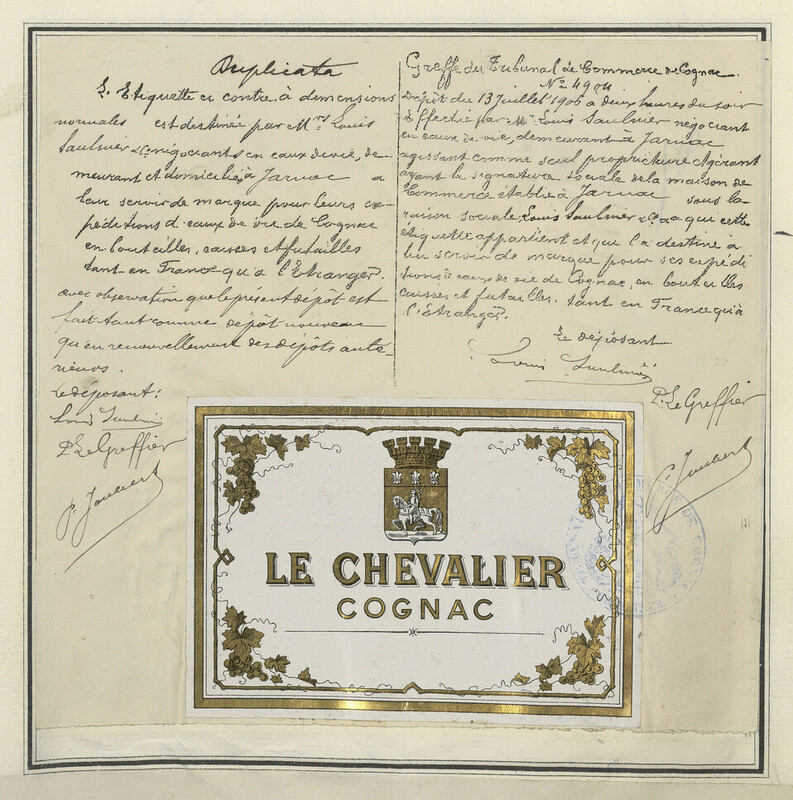 Duplicata
L'Etiquette ci contre à dimensions
normales est destinée par Mrs Louis
Saulnier &Co négociants en eaux de vie, de-
meurant et domiciliés à Jarnac a
leur servir de marque pour leurs ex-
péditions d'eaux de vie de Cognac
en bouteilles, caisses et futailles
tant en France qu'à l'Etranger.
avec observation que le présent dépôt est
fait tant comme dépôt nouveau
qu'en renouvellement des dépôts anté-
rieurs.
Le déposant:
Louis Saulnier
P. Le Greffier
P. Joubert
Greffe du Tribunal de Commerce de Cognac
No 4904
Dépôt du 13 Juillet 1906 à deux heures du soir
Effectué par Mr Louis Saulnier négociant
en eaux de vie, demeurant à Jarnac
agissant comme seul propriétaire et gérant
ayant la signature sociale de la maison de
Commerce établie à Jarnac sous la
raison sociale, Louis Saulnier &Co à qui cette
étiquette appartient et qui l'a destiné à
lui servir de marque pour ses expédi
tions d'eaux de vie de Cognac, en bouteilles
caisses et futailles, tant en France qu'à
l'Etranger.
Le déposant
Louis Saulnier
P. Le Greffier
P. Joubert
LE CHEVALIER
COGNAC